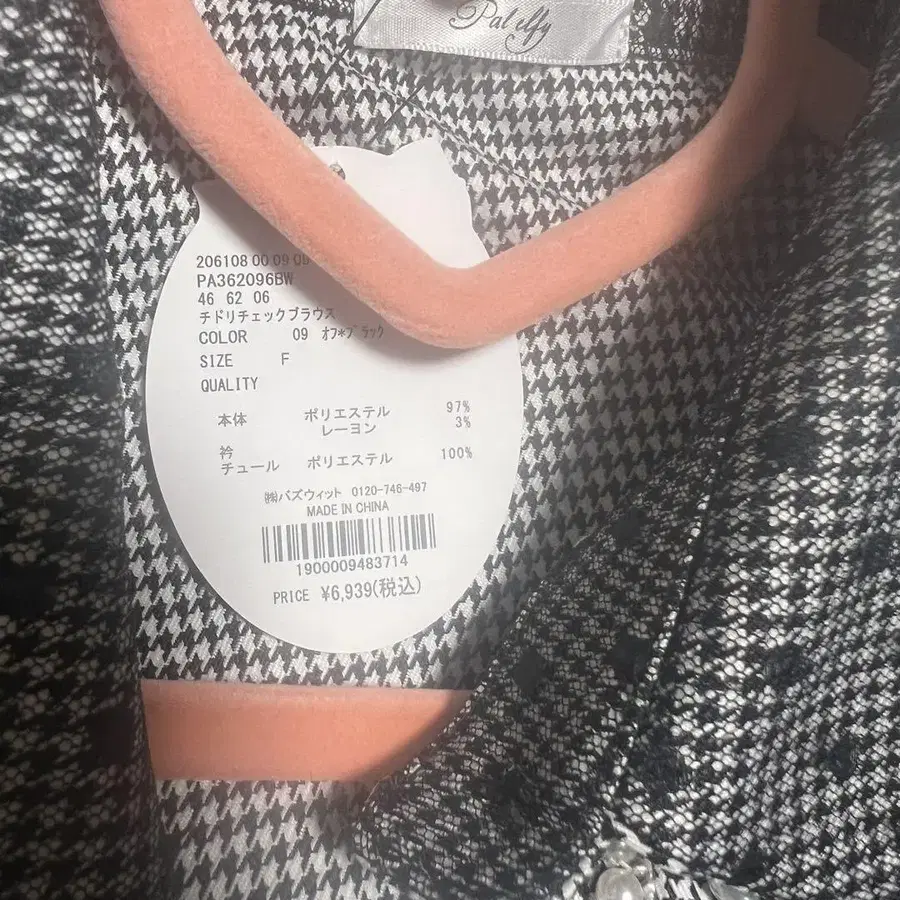 Pat elfy
206108 00 09 00
PA362096BW
46 62 06
チドリチェックブラウス
COLOR 09 オフ*ブラック
SIZE F
QUALITY
本体 ポリエステル 97%
レーヨン 3%
衿
チュール ポリエステル 100%
㈱バズウィット 0120-746-497
MADE IN CHINA
1900009483714
PRICE ¥6,939(税込)